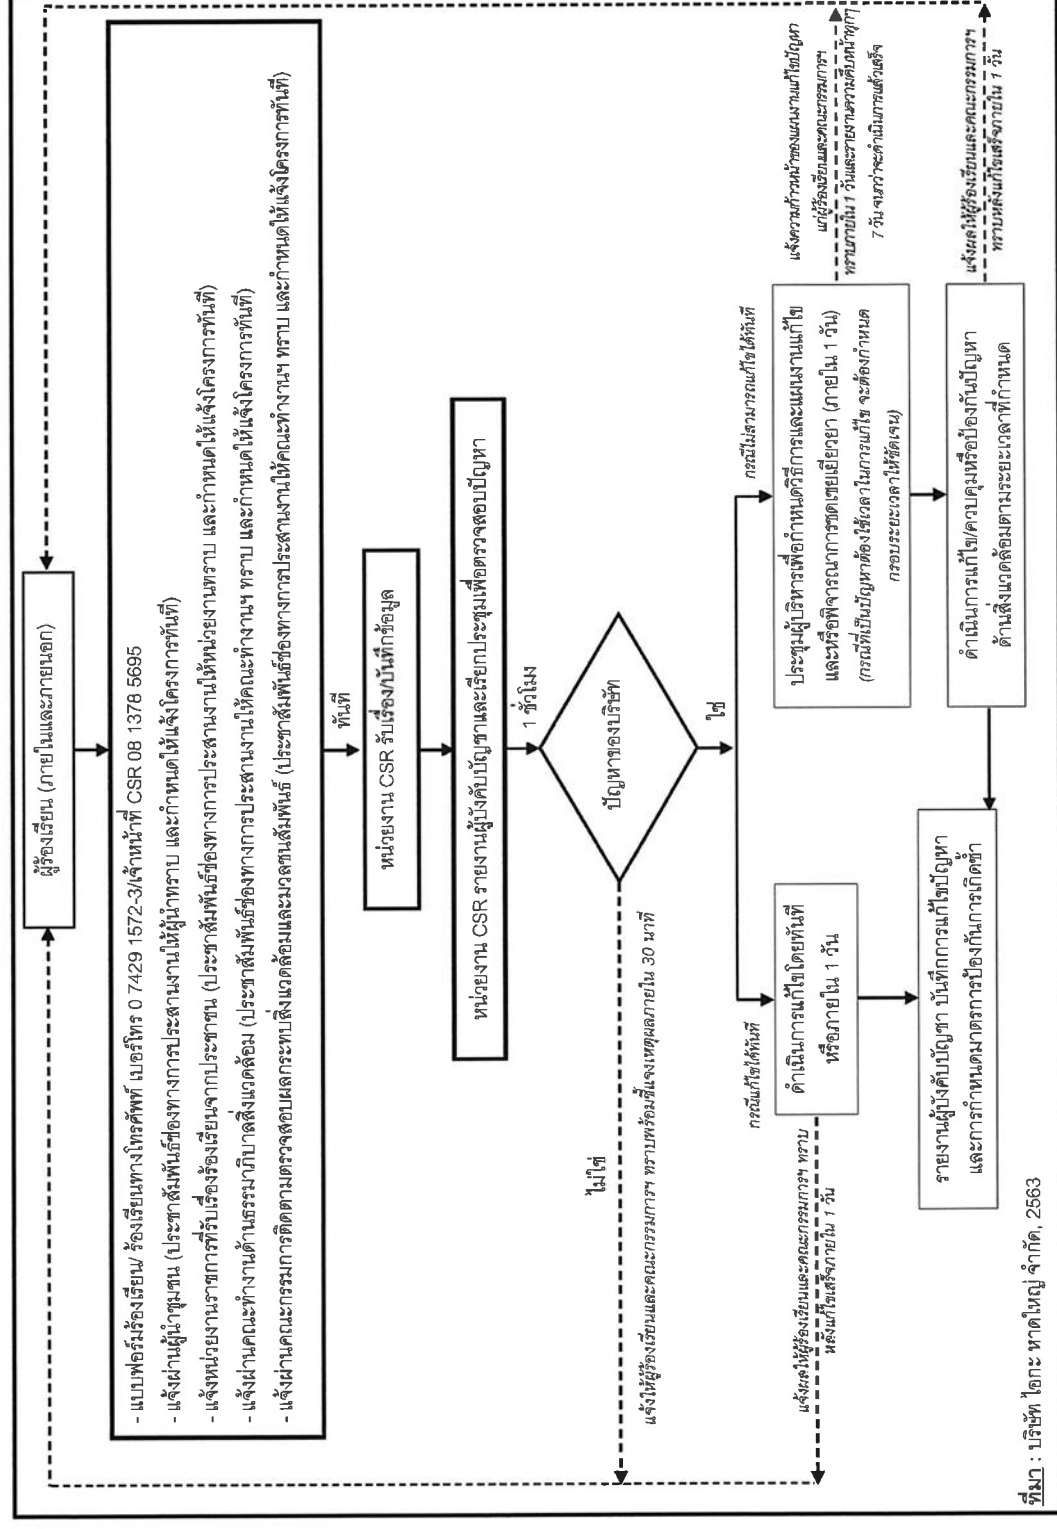 ผู้ร้องเรียน (ภายในและภายนอก)
- แบบฟอร์มร้องเรียน/ ร้องเรียนทางโทรศัพท์ เบอร์โทร 0 7429 1572-3/เจ้าหน้าที่ CSR 08 1378 5695
- แจ้งผ่านผู้นำชุมชน (ประชาสัมพันธ์ช่องทางการประสานงานให้ผู้นำทราบ และกำหนดให้แจ้งโครงการทันที)
- แจ้งหน่วยงานราชการที่รับเรื่องร้องเรียนจากประชาชน (ประชาสัมพันธ์ช่องทางการประสานงานให้หน่วยงานทราบ และกำหนดให้แจ้งโครงการทันที)
- แจ้งผ่านคณะทำงานด้านธรรมาภิบาลสิ่งแวดล้อม (ประชาสัมพันธ์ช่องทางการประสานงานให้คณะทำงานฯ ทราบ และกำหนดให้แจ้งโครงการทันที)
- แจ้งผ่านคณะกรรมการติดตามตรวจสอบผลกระทบสิ่งแวดล้อมและมวลชนสัมพันธ์ (ประชาสัมพันธ์ช่องทางการประสานงานให้คณะทำงานฯ ทราบ และกำหนดให้แจ้งโครงการทันที)
ทันที
หน่วยงาน CSR รับเรื่อง/บันทึกข้อมูล
หน่วยงาน CSR รายงานผู้บังคับบัญชาและเรียกประชุมเพื่อตรวจสอบปัญหา
1 ชั่วโมง
ปัญหาของบริษัท
ไม่ใช่
แจ้งให้ผู้ร้องเรียนและคณะกรรมการฯ ทราบพร้อมชี้แจงเหตุผลภายใน 30 นาที
ใช่
กรณีแก้ไขได้ทันที
กรณีไม่สามารถแก้ไขได้ทันที
ดำเนินการแก้ไขโดยทันที
หรือภายใน 1 วัน
แจ้งผลให้ผู้ร้องเรียนและคณะกรรมการฯ ทราบ
หลังแก้ไขเสร็จภายใน 1 วัน
ประชุมผู้บริหารเพื่อกำหนดวิธีการและแผนงานแก้ไข
และหรือพิจารณาการชดเชยเยียวยา (ภายใน 1 วัน)
(กรณีที่เป็นปัญหาต้องใช้เวลาในการแก้ไข จะต้องกำหนด
กรอบระยะเวลาให้ชัดเจน)
แจ้งความก้าวหน้าของแผนงานแก้ไขปัญหา
แก่ผู้ร้องเรียนและคณะกรรมการฯ
ทราบภายใน 1 วันและรายงานความคืบหน้าทุกๆ
7 วัน จนกว่าจะดำเนินการแล้วเสร็จ
ดำเนินการแก้ไข/ควบคุมหรือป้องกันปัญหา
ด้านสิ่งแวดล้อมตามระยะเวลาที่กำหนด
แจ้งผลให้ผู้ร้องเรียนและคณะกรรมการฯ
ทราบหลังแก้ไขเสร็จภายใน 1 วัน
รายงานผู้บังคับบัญชา บันทึกการแก้ไขปัญหา
และการกำหนดมาตรการป้องกันการเกิดซ้ำ
ที่มา : บริษัท ไอกะ หาดใหญ่ จำกัด, 2563